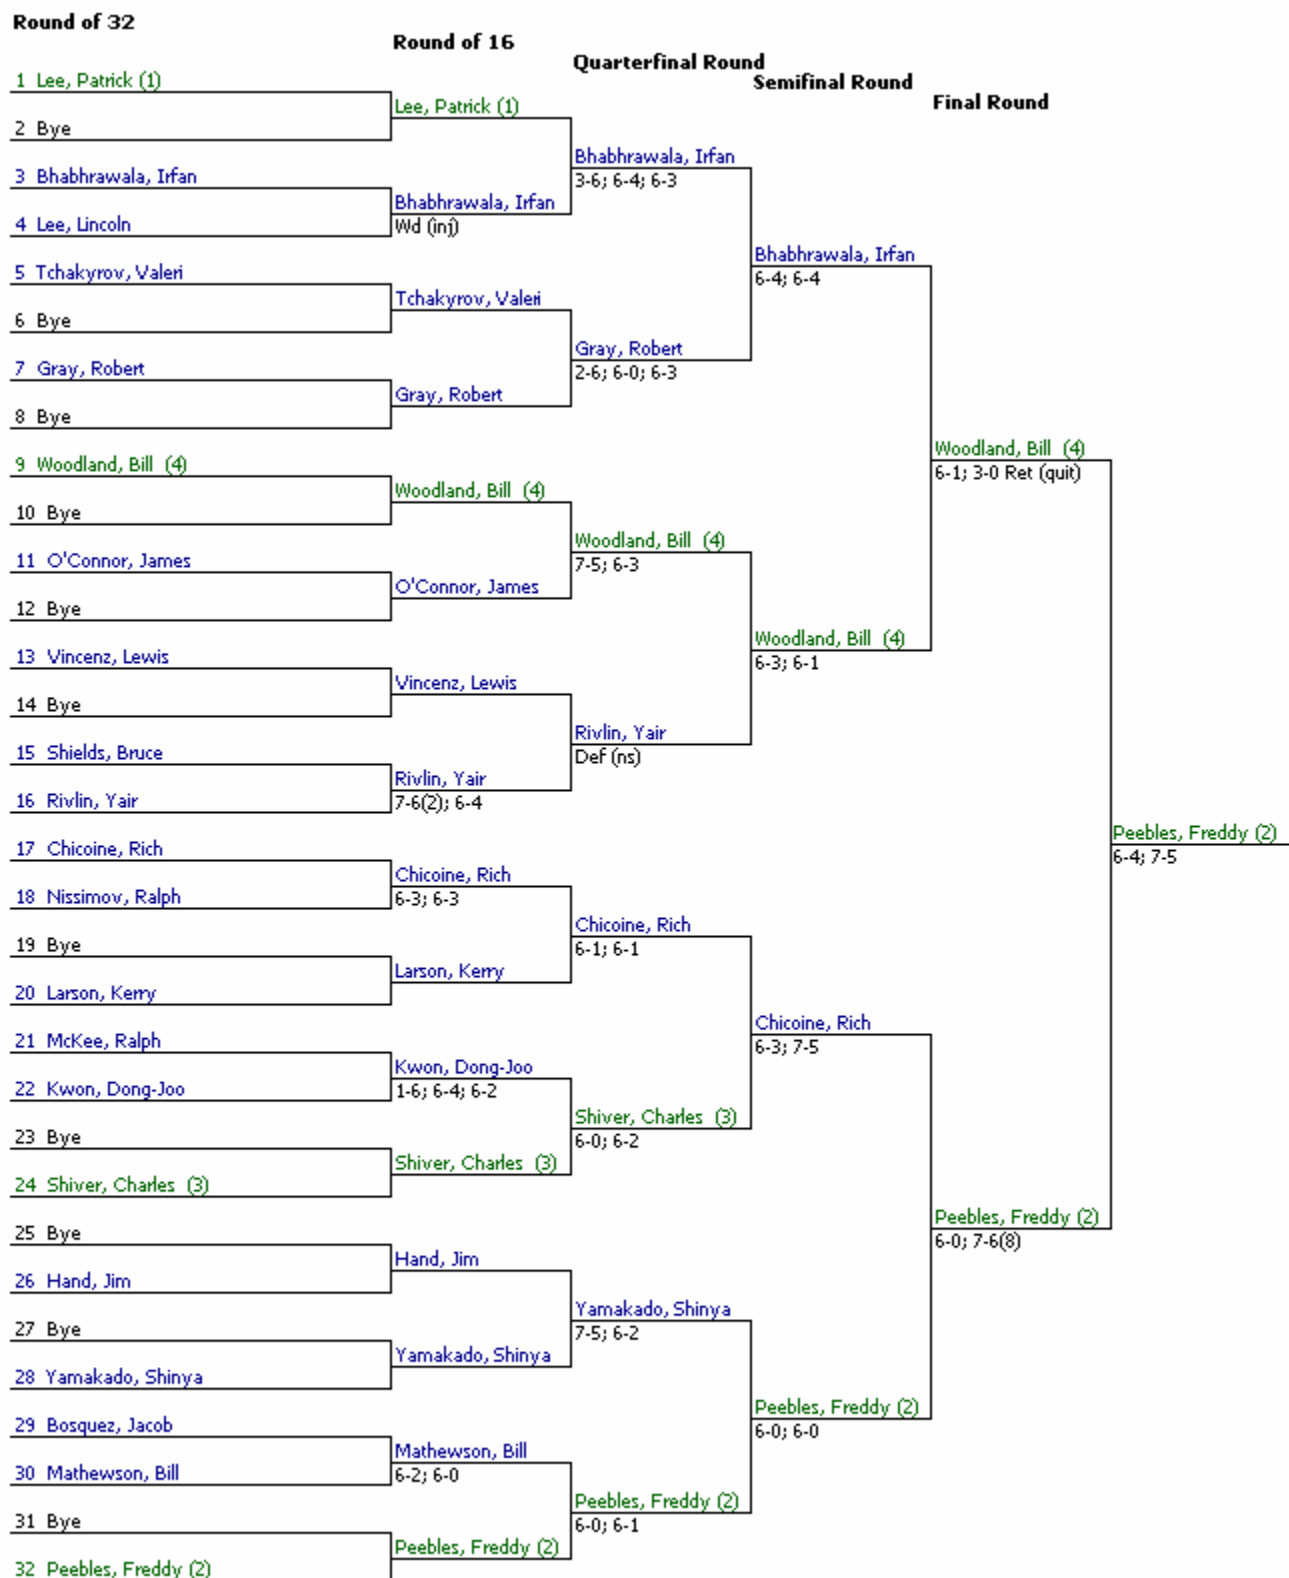 Round of 32
Round of 16
Quarterfinal Round
Semifinal Round
Final Round
1 Lee, Patrick (1)
2 Bye
3 Bhabhrawala, Irfan
4 Lee, Lincoln
5 Tchakyrov, Valeri
6 Bye
7 Gray, Robert
8 Bye
9 Woodland, Bill (4)
10 Bye
11 O'Connor, James
12 Bye
13 Vincenz, Lewis
14 Bye
15 Shields, Bruce
16 Rivlin, Yair
17 Chicoine, Rich
18 Nissimov, Ralph
19 Bye
20 Larson, Kerry
21 McKee, Ralph
22 Kwon, Dong-Joo
23 Bye
24 Shiver, Charles (3)
25 Bye
26 Hand, Jim
27 Bye
28 Yamakado, Shinya
29 Bosquez, Jacob
30 Mathewson, Bill
31 Bye
32 Peebles, Freddy (2)
Lee, Patrick (1)
Bhabhrawala, Irfan
Wd (inj)
Tchakyrov, Valeri
Gray, Robert
Woodland, Bill (4)
O'Connor, James
Vincenz, Lewis
Rivlin, Yair
7-6(2); 6-4
Chicoine, Rich
6-3; 6-3
Larson, Kerry
Kwon, Dong-Joo
1-6; 6-4; 6-2
Shiver, Charles (3)
Hand, Jim
Yamakado, Shinya
Mathewson, Bill
6-2; 6-0
Peebles, Freddy (2)
Bhabhrawala, Irfan
3-6; 6-4; 6-3
Gray, Robert
2-6; 6-0; 6-3
Woodland, Bill (4)
7-5; 6-3
Rivlin, Yair
Def (ns)
Chicoine, Rich
6-1; 6-1
Shiver, Charles (3)
6-0; 6-2
Yamakado, Shinya
7-5; 6-2
Peebles, Freddy (2)
6-0; 6-1
Bhabhrawala, Irfan
6-4; 6-4
Woodland, Bill (4)
6-3; 6-1
Chicoine, Rich
6-3; 7-5
Peebles, Freddy (2)
6-0; 6-0
Woodland, Bill (4)
6-1; 3-0 Ret (quit)
Peebles, Freddy (2)
6-0; 7-6(8)
Peebles, Freddy (2)
6-4; 7-5